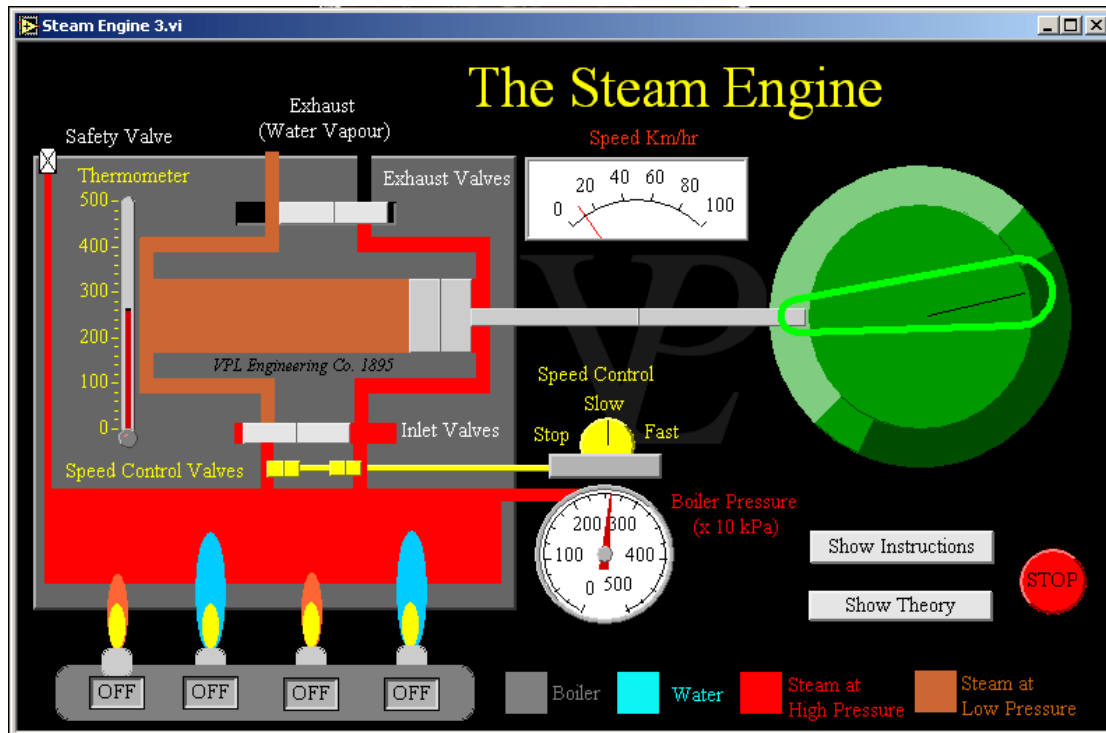 Steam Engine 3.vi
The Steam Engine
Exhaust
(Water Vapour)
Safety Valve
Speed Km/hr
Thermometer
Exhaust Valves
500
400
300
200
100
0
0
20
40
60
80
100
VPL
VPL Engineering Co. 1895
Speed Control
Slow
Stop
Fast
Inlet Valves
Speed Control Valves
Boiler Pressure
(x 10 kPa)
0
100
200
300
400
500
Show Instructions
Show Theory
STOP
OFF
OFF
OFF
OFF
Boiler
Water
Steam at
High Pressure
Steam at
Low Pressure